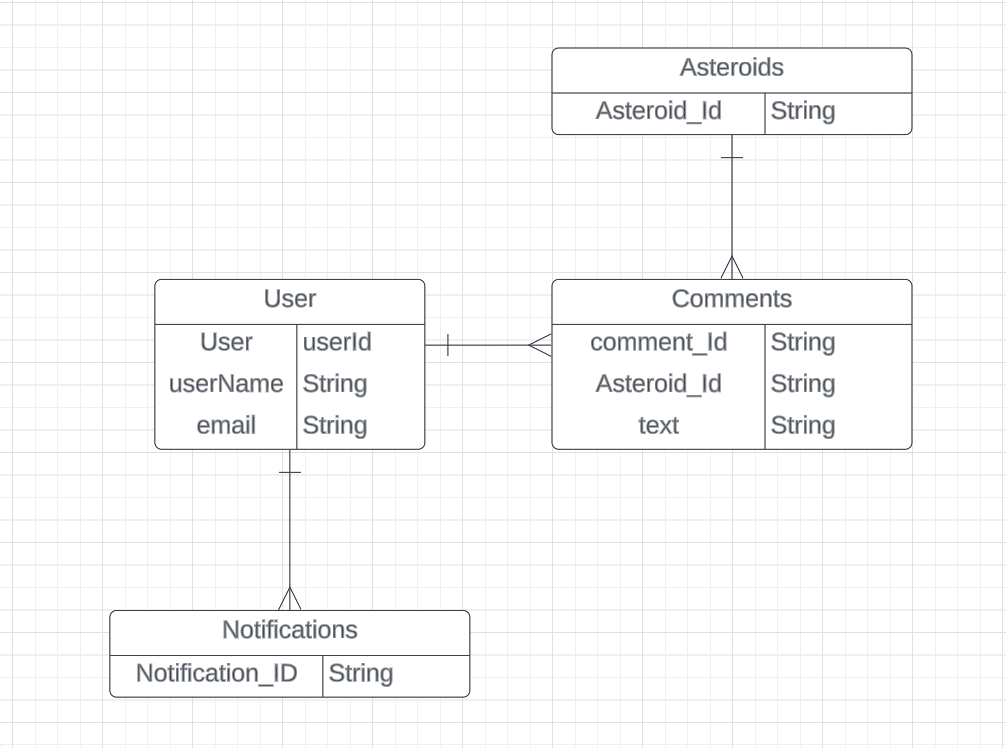 Asteroids
Asteroid_Id String
User
User userId
userName String
email String
Comments
comment_Id String
Asteroid_Id String
text String
Notifications
Notification_ID String